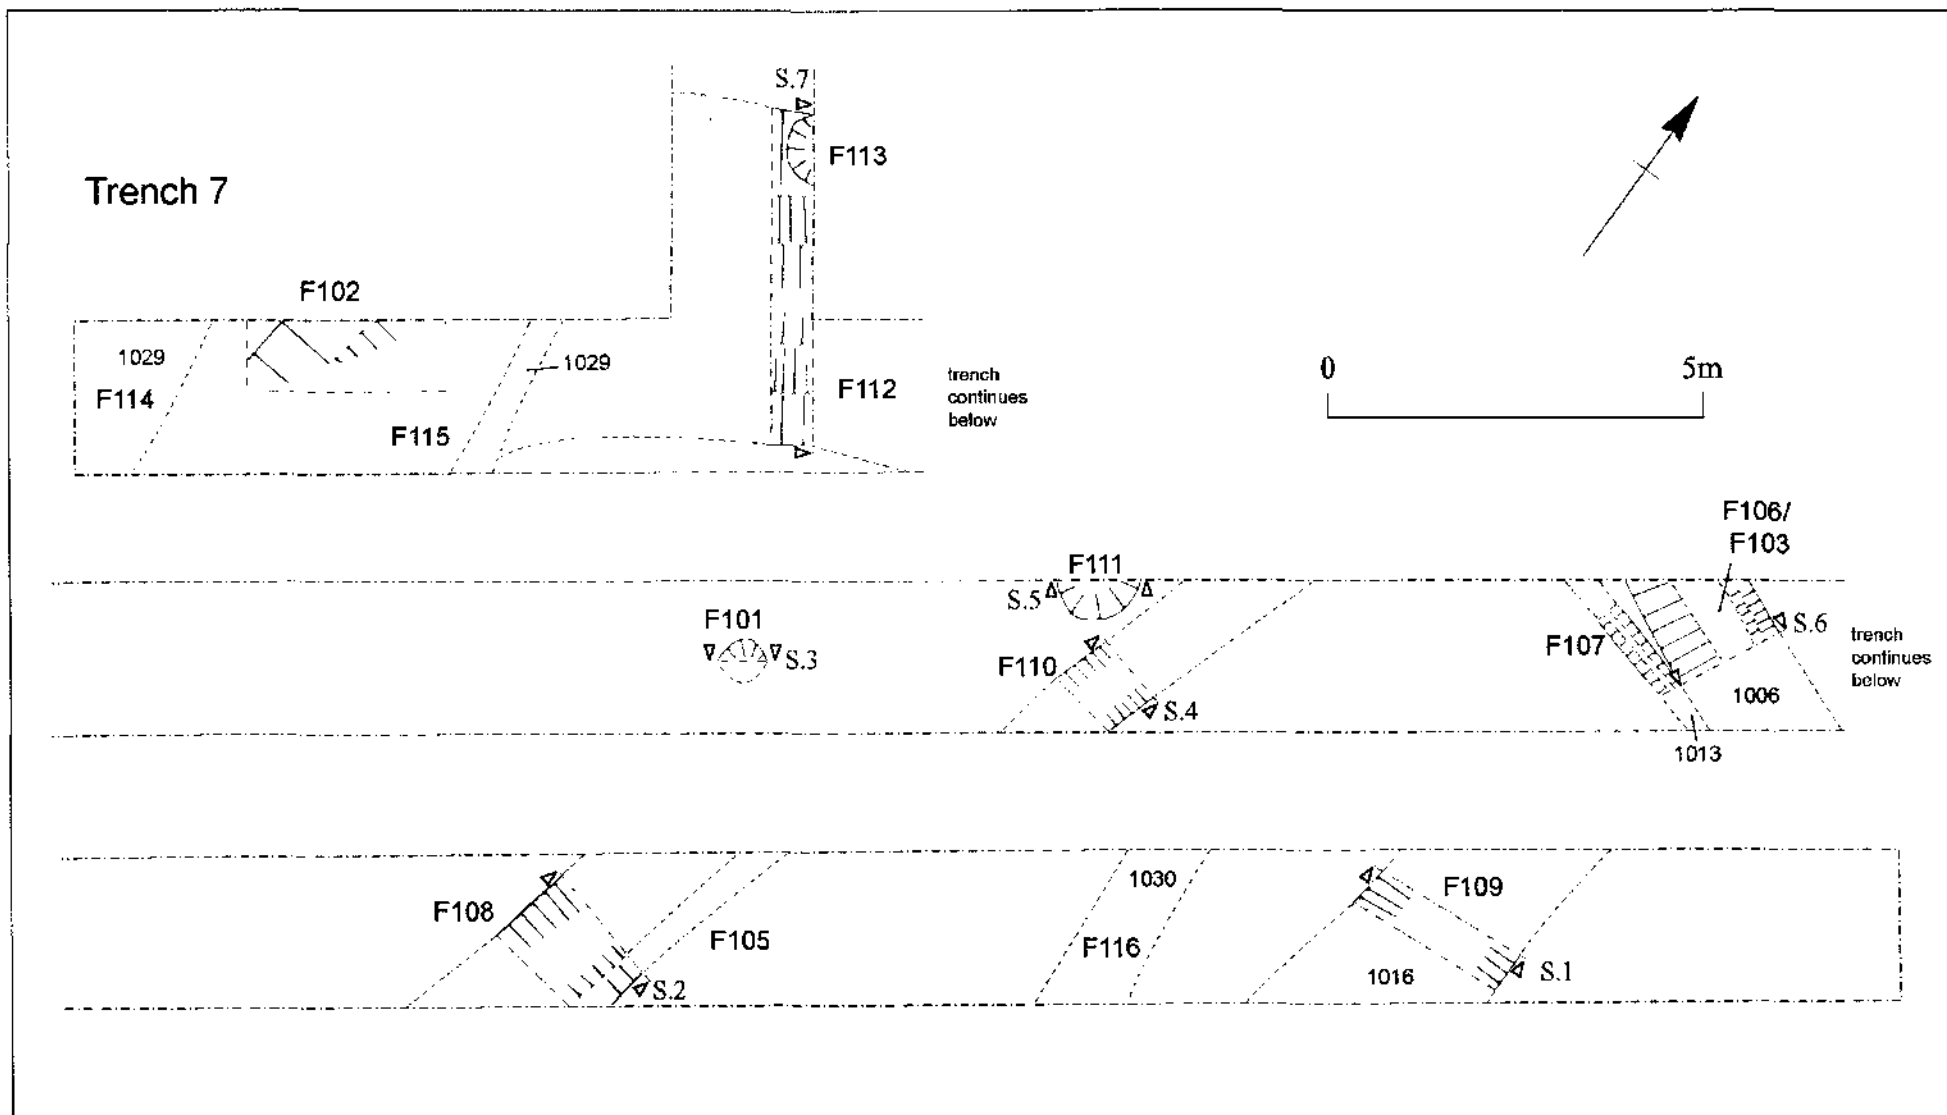 S.7
F113
Trench 7
F102
0
5m
1029
1029
F114
F112
trench
continues
below
F115
F106/
F103
F111
S.5
F101
S.3
F110
S.4
F107
S.6
trench
continues
below
1006
1013
1030
F109
F108
F105
F116
S.2
1016
S.1